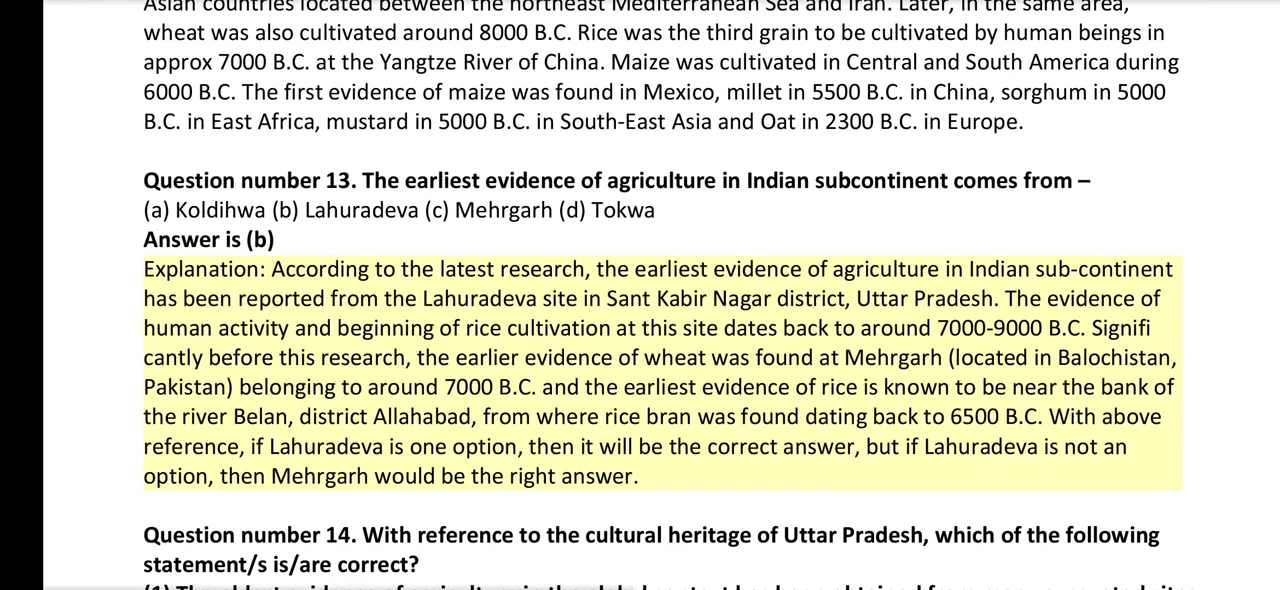 Asian countries located between the northeast Mediterranean Sea and Iran. Later, in the same area,
wheat was also cultivated around 8000 B.C. Rice was the third grain to be cultivated by human beings in
approx 7000 B.C. at the Yangtze River of China. Maize was cultivated in Central and South America during
6000 B.C. The first evidence of maize was found in Mexico, millet in 5500 B.C. in China, sorghum in 5000
B.C. in East Africa, mustard in 5000 B.C. in South-East Asia and Oat in 2300 B.C. in Europe.
Question number 13. The earliest evidence of agriculture in Indian subcontinent comes from –
(a) Koldihwa (b) Lahuradeva (c) Mehrgarh (d) Tokwa
Answer is (b)
Explanation: According to the latest research, the earliest evidence of agriculture in Indian sub-continent
has been reported from the Lahuradeva site in Sant Kabir Nagar district, Uttar Pradesh. The evidence of
human activity and beginning of rice cultivation at this site dates back to around 7000-9000 B.C. Signifi
cantly before this research, the earlier evidence of wheat was found at Mehrgarh (located in Balochistan,
Pakistan) belonging to around 7000 B.C. and the earliest evidence of rice is known to be near the bank of
the river Belan, district Allahabad, from where rice bran was found dating back to 6500 B.C. With above
reference, if Lahuradeva is one option, then it will be the correct answer, but if Lahuradeva is not an
option, then Mehrgarh would be the right answer.
Question number 14. With reference to the cultural heritage of Uttar Pradesh, which of the following
statement/s is/are correct?